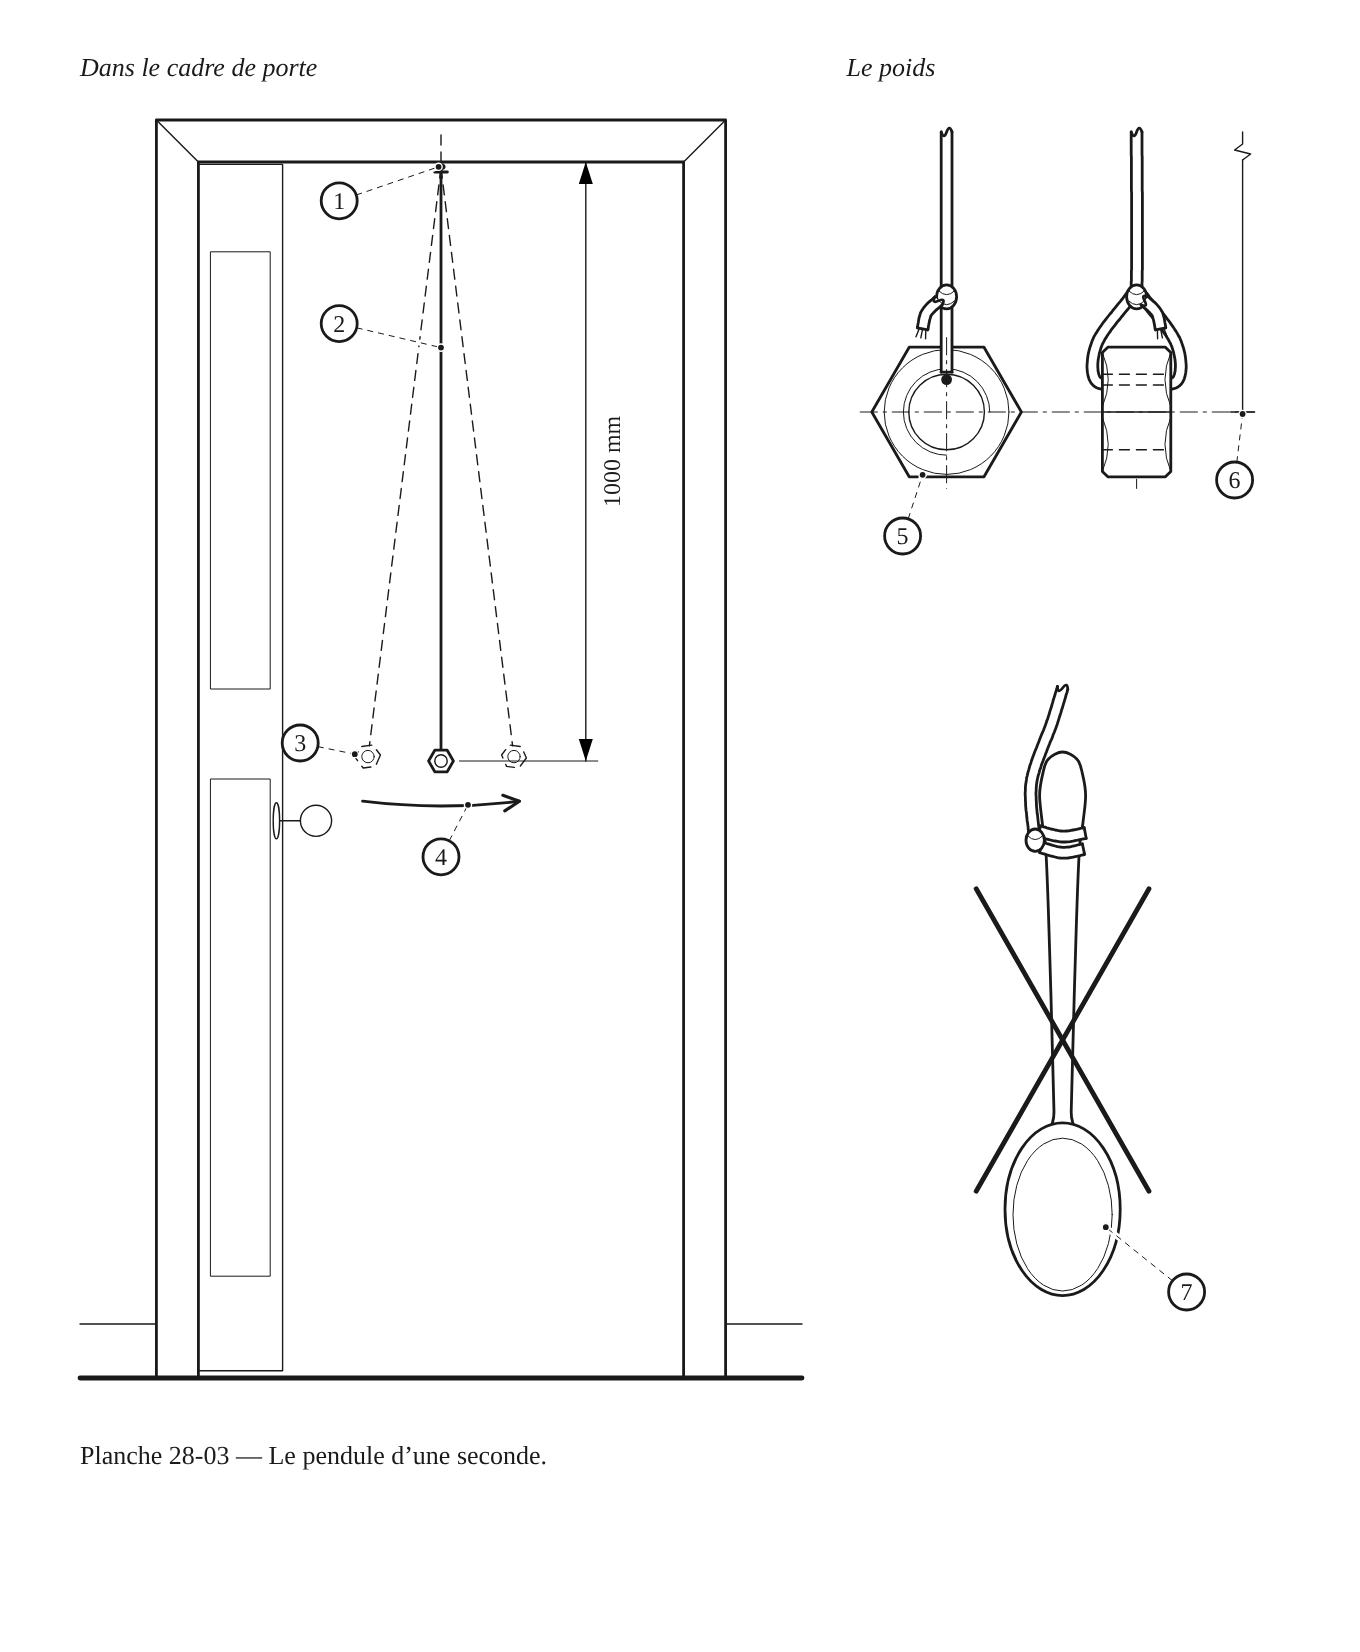 Dans le cadre de porte
Le poids
1
2
1000 mm
3
4
5
6
7
Planche 28-03 — Le pendule d’une seconde.